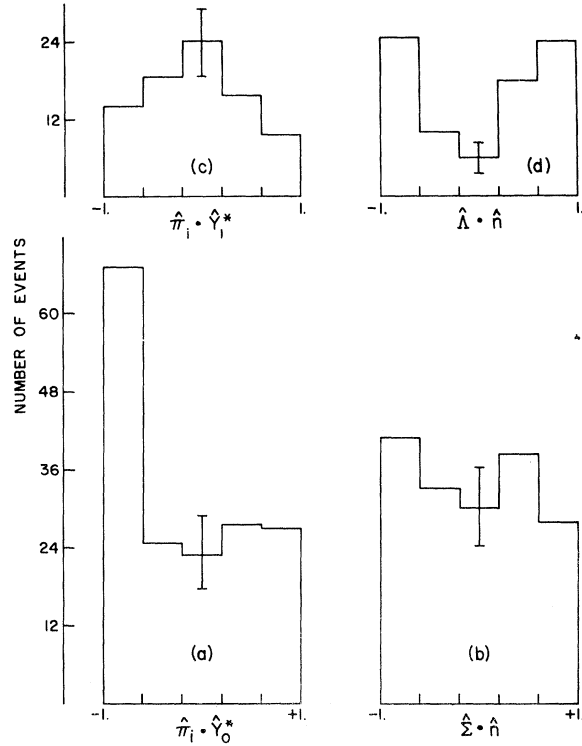 24
12
(c)
(d)
-1. 1.
-1. 1.
π̂ᵢ • Ŷ₁*
Λ̂ • n̂
NUMBER OF EVENTS
60
48
36
24
12
(a)
(b)
-1. +1.
-1. +1.
π̂ᵢ • Ŷ₀*
Σ̂ • n̂